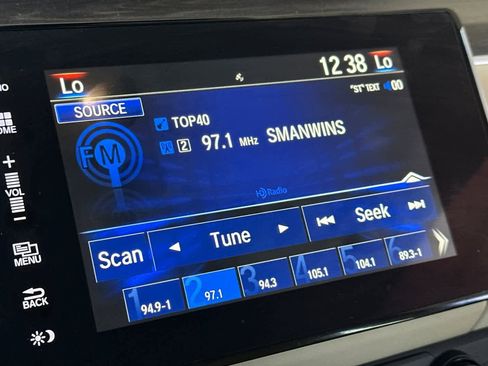 Lo 12 38 Lo
SOURCE "ST" TEXT 00
TOP40
FM 2 97.1 MHz SMANWINS
HD Radio
Scan Tune Seek
1 94.9-1 2 97.1 3 94.3 4 105.1 5 104.1 6 89.3-1
+
VOL
MENU
BACK